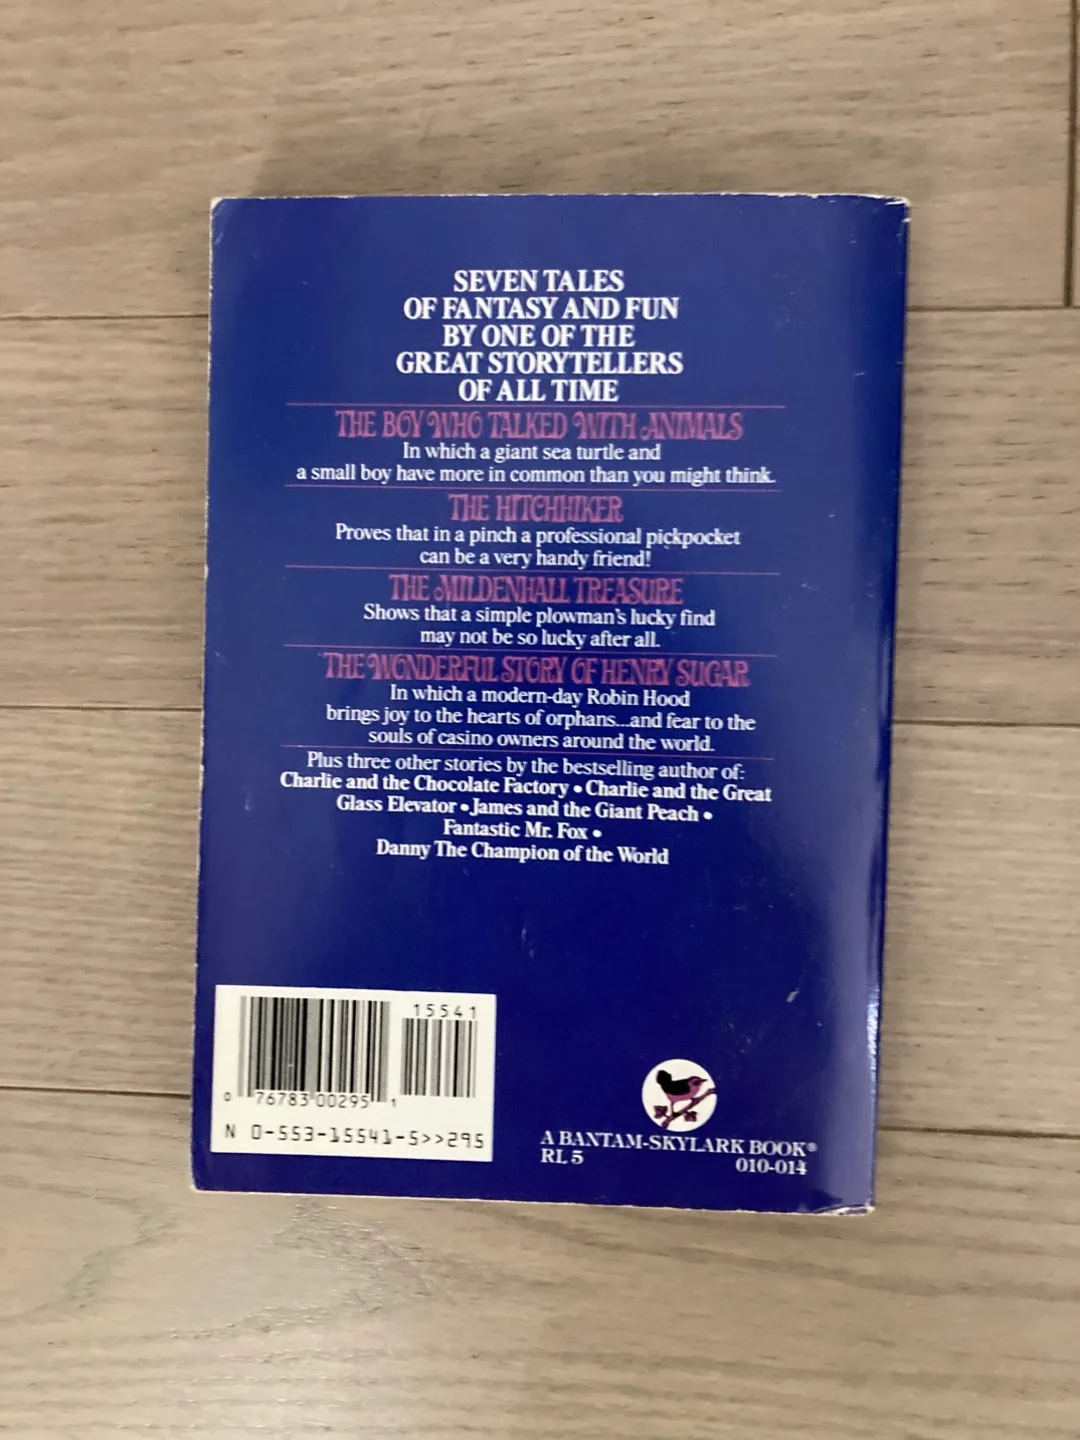 SEVEN TALES
OF FANTASY AND FUN
BY ONE OF THE
GREAT STORYTELLERS
OF ALL TIME
THE BOY WHO TALKED WITH ANIMALS
In which a giant sea turtle and
a small boy have more in common than you might think.
THE HITCHHIKER
Proves that in a pinch a professional pickpocket
can be a very handy friend!
THE MILDENHALL TREASURE
Shows that a simple plowman's lucky find
may not be so lucky after all.
THE WONDERFUL STORY OF HENRY SUGAR
In which a modern-day Robin Hood
brings joy to the hearts of orphans...and fear to the
souls of casino owners around the world.
Plus three other stories by the bestselling author of:
Charlie and the Chocolate Factory • Charlie and the Great
Glass Elevator • James and the Giant Peach •
Fantastic Mr. Fox •
Danny The Champion of the World
15541
0 76783 00295 1
N 0-553-15541-5>>295
A BANTAM-SKYLARK BOOK®
RL 5 010-014